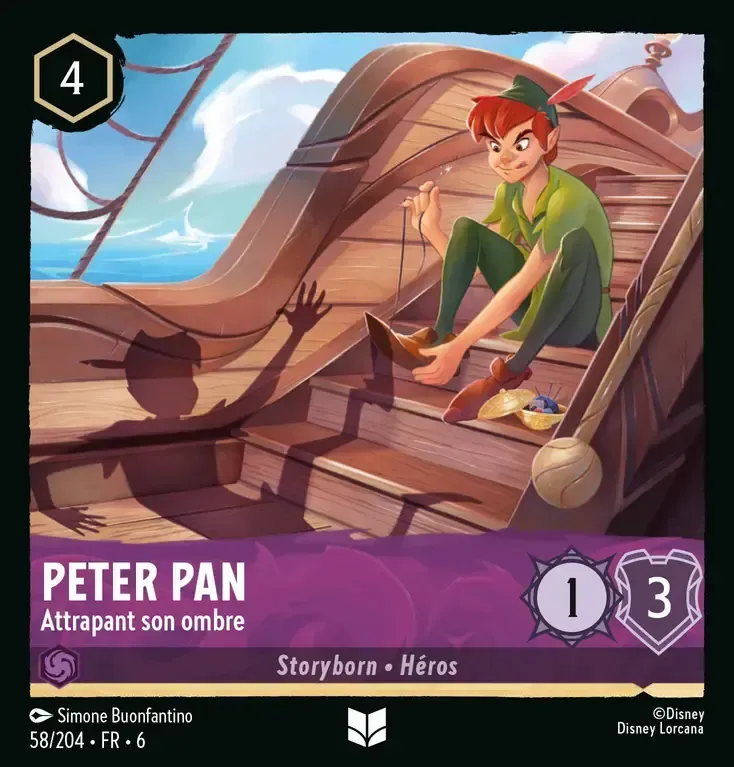 4
PETER PAN
Attrapant son ombre
1
3
Storyborn • Héros
Simone Buonfantino
58/204 • FR • 6
©Disney
Disney Lorcana